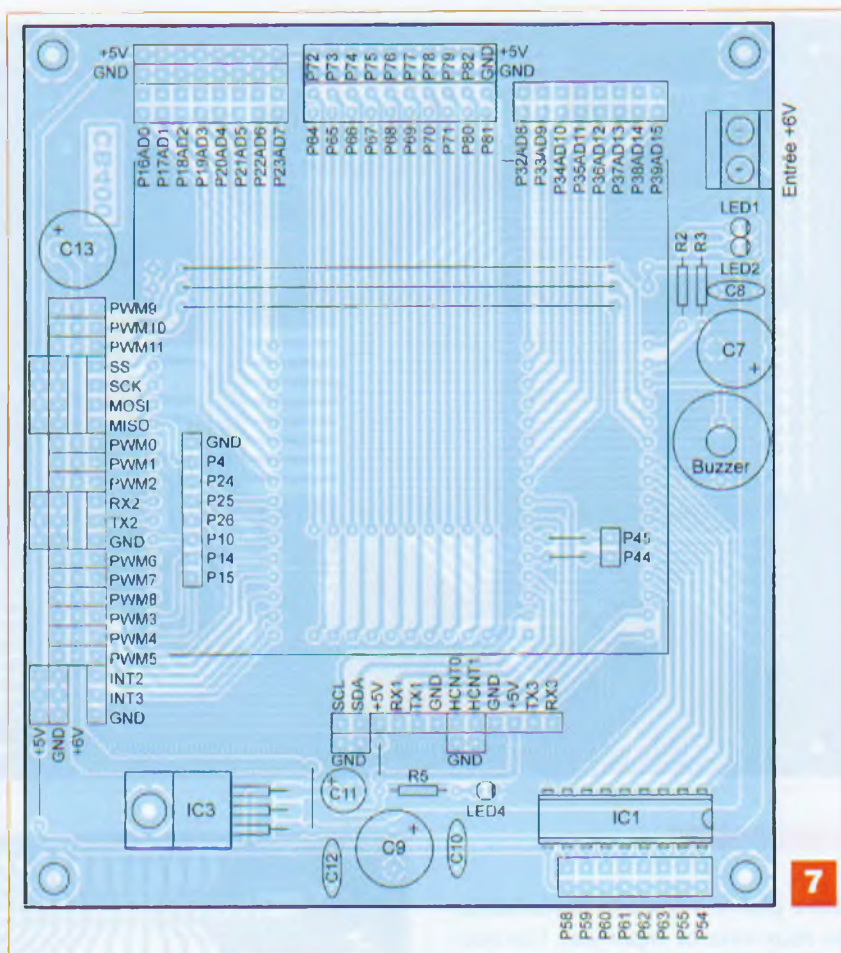 +5V
GND
P72
P73
P74
P75
P76
P77
P78
P79
P82
GND
+5V
GND
P16AD0
P17AD1
P18AD2
P19AD3
P20AD4
P21AD5
P22AD6
P23AD7
P64
P65
P66
P67
P68
P69
P70
P71
P80
P81
P32AD8
P33AD9
P34AD10
P35AD11
P36AD12
P37AD13
P38AD14
P39AD15
Entrée +6V
CB400
+
C13
LED1
LED2
R2
R3
C8
C7
+
Buzzer
PWM9
PWM10
PWM11
SS
SCK
MOSI
MISO
PWM0
PWM1
PWM2
RX2
TX2
GND
PWM6
PWM7
PWM8
PWM3
PWM4
PWM5
INT2
INT3
GND
+5V
GND
+6V
GND
P4
P24
P25
P26
P10
P14
P15
P45
P44
SCL
SDA
+5V
RX1
TX1
GND
HCNT0
HCNT1
GND
+5V
TX3
RX3
GND
GND
IC3
+
C11
R5
LED4
C12
C9
+
C10
IC1
P58
P59
P60
P61
P62
P63
P55
P54
7